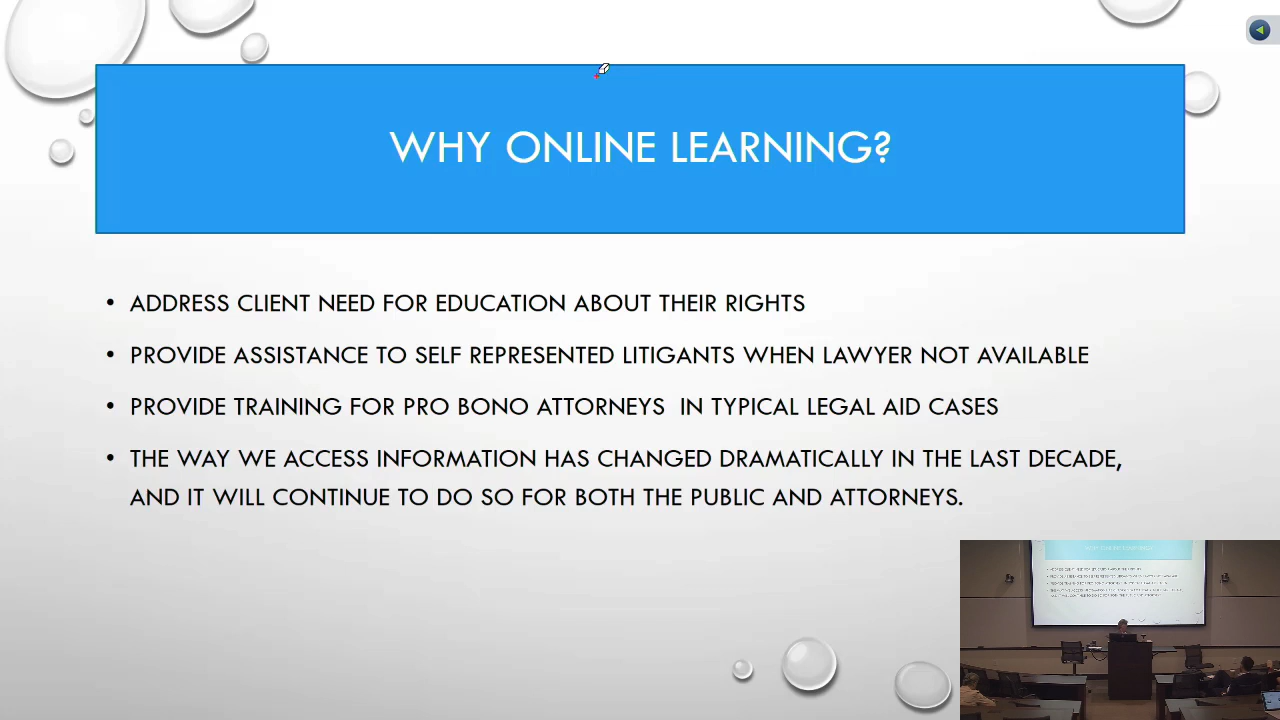 WHY ONLINE LEARNING?
• ADDRESS CLIENT NEED FOR EDUCATION ABOUT THEIR RIGHTS
• PROVIDE ASSISTANCE TO SELF REPRESENTED LITIGANTS WHEN LAWYER NOT AVAILABLE
• PROVIDE TRAINING FOR PRO BONO ATTORNEYS  IN TYPICAL LEGAL AID CASES
• THE WAY WE ACCESS INFORMATION HAS CHANGED DRAMATICALLY IN THE LAST DECADE,
AND IT WILL CONTINUE TO DO SO FOR BOTH THE PUBLIC AND ATTORNEYS.